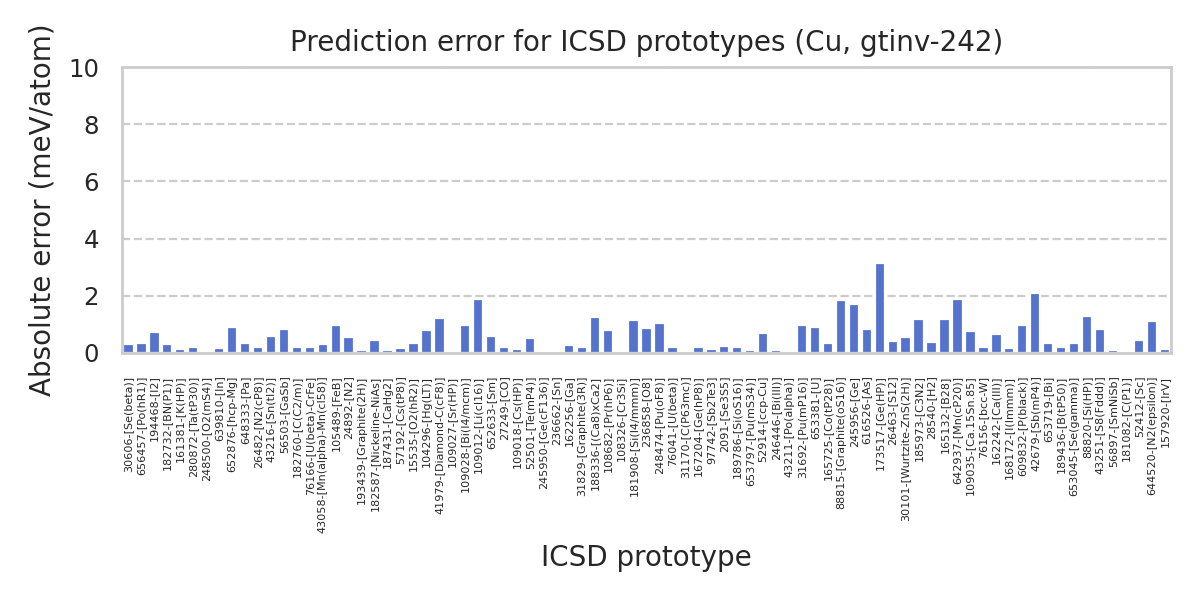 Prediction error for ICSD prototypes (Cu, gtinv-242)
Absolute error (meV/atom)
10
8
6
4
2
0
30606-[Se(beta)]
656457-[Po(hR1)]
194468-[I2]
182732-[BN(P1)]
161381-[K(HP)]
280872-[Ta(tP30)]
248500-[O2(mS4)]
639810-[In]
652876-[hcp-Mg]
648333-[Pa]
26482-[N2(cP8)]
43216-[Sn(tI2)]
56503-[GaSb]
182760-[C(C2/m)]
76166-[U(beta)-CrFe]
43058-[Mn(alpha)-Mn(cI58)]
105489-[FeB]
24892-[N2]
193439-[Graphite(2H)]
182587-[Nickeline-NiAs]
187431-[CaHg2]
57192-[Cs(tP8)]
15535-[O2(hR2)]
104296-[Hg(LT)]
41979-[Diamond-C(cF8)]
109027-[Sr(HP)]
109028-[Bi(I4/mcm)]
109012-[Li(cI16)]
652633-[Sm]
27249-[CO]
109018-[Cs(HP)]
52501-[Te(mP4)]
245950-[Ge(cF136)]
236662-[Sn]
162256-[Ga]
31829-[Graphite(3R)]
188336-[(Ca8)xCa2]
108682-[Pr(hP6)]
108326-[Cr3Si]
181908-[Si(I4/mmm)]
236858-[O8]
248474-[Pu(oF8)]
76041-[U(beta)]
31170-[C(P63mc)]
167204-[Ge(hP8)]
97742-[Sb2Te3]
2091-[Se3S5]
189786-[Si(oS16)]
653797-[Pu(mS34)]
52914-[ccp-Cu]
246446-[Bi(III)]
43211-[Po(alpha)]
31692-[Pu(mP16)]
653381-[U]
165725-[Co(tP28)]
88815-[Graphite(oS16)]
245956-[Ge]
616526-[As]
173517-[Ge(HP)]
264635-[S12]
30101-[Wurtzite-ZnS(2H)]
185973-[C3N2]
28540-[H2]
165132-[B28]
642937-[Mn(cP20)]
109035-[Ca.15Sn.85]
76156-[bcc-W]
162242-[Ca(III)]
168172-[I(Immm)]
609832-[P(black)]
42679-[Sb(mP4)]
653719-[Bi]
189436-[B(tP50)]
653045-[Se(gamma)]
88820-[Si(HP)]
43251-[S8(Fddd)]
56897-[SmNiSb]
181082-[C(P1)]
52412-[Sc]
644520-[N2(epsilon)]
157920-[IrV]
ICSD prototype